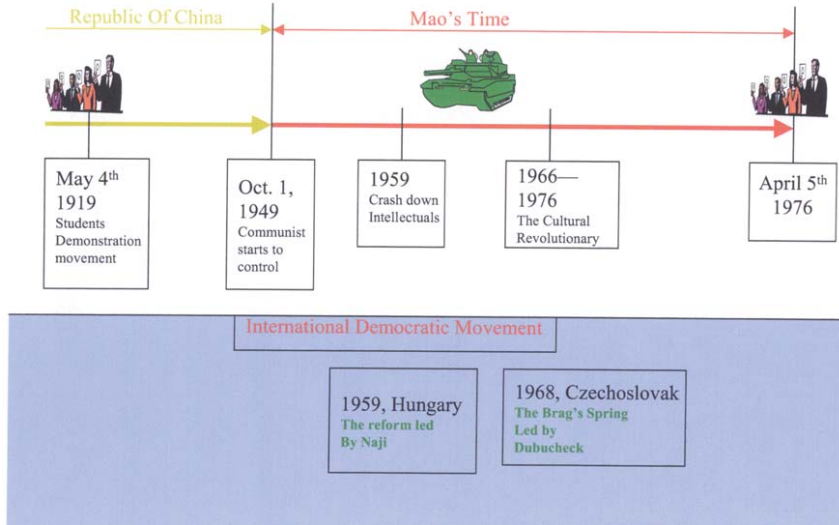 Republic Of China
Mao's Time
May 4th
1919
Students
Demonstration
movement
Oct. 1,
1949
Communist
starts to
control
1959
Crash down
Intellectuals
1966—
1976
The Cultural
Revolutionary
April 5th
1976
International Democratic Movement
1959, Hungary
The reform led
By Naji
1968, Czechoslovak
The Brag's Spring
Led by
Dubucheck